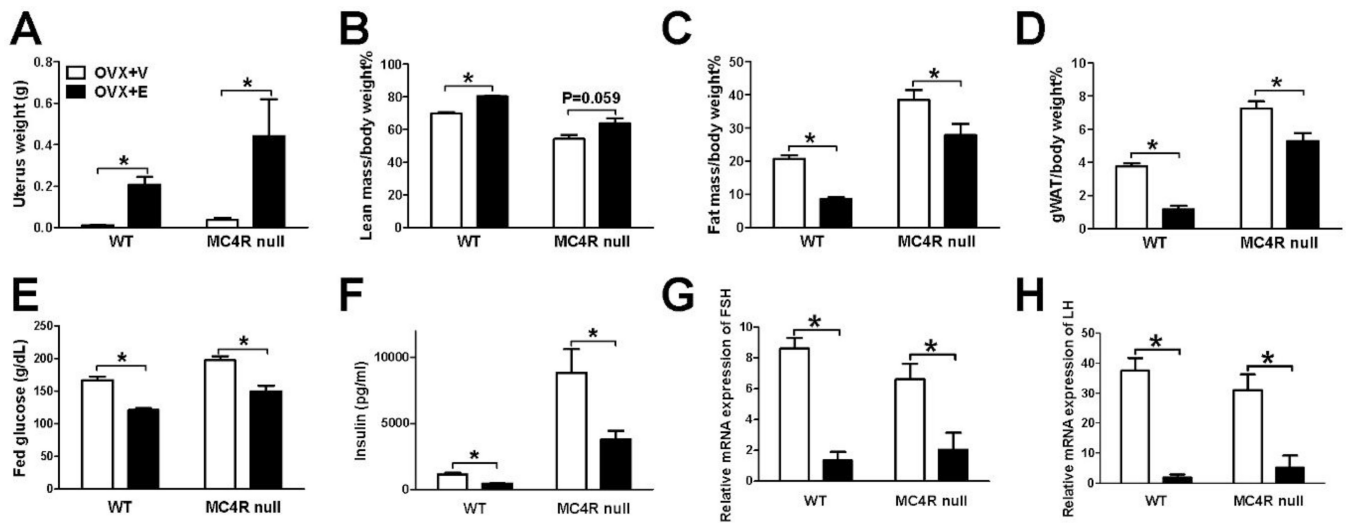 A
Uterus weight (g)
0.8
0.6
0.4
0.2
0.0
OVX+V
OVX+E
*
*
WT
MC4R null
B
Lean mass/body weight%
100
80
60
40
20
0
*
P=0.059
WT
MC4R null
C
Fat mass/body weight%
50
40
30
20
10
0
*
*
WT
MC4R null
D
gWAT/body weight%
8
6
4
2
0
*
*
WT
MC4R null
E
Fed glucose (g/dL)
250
200
150
100
50
0
*
*
WT
MC4R null
F
Insulin (pg/ml)
10000
5000
0
*
*
WT
MC4R null
G
Relative mRNA expression of FSH
10
8
6
4
2
0
*
*
WT
MC4R null
H
Relative mRNA expression of LH
50
40
30
20
10
0
*
*
WT
MC4R null